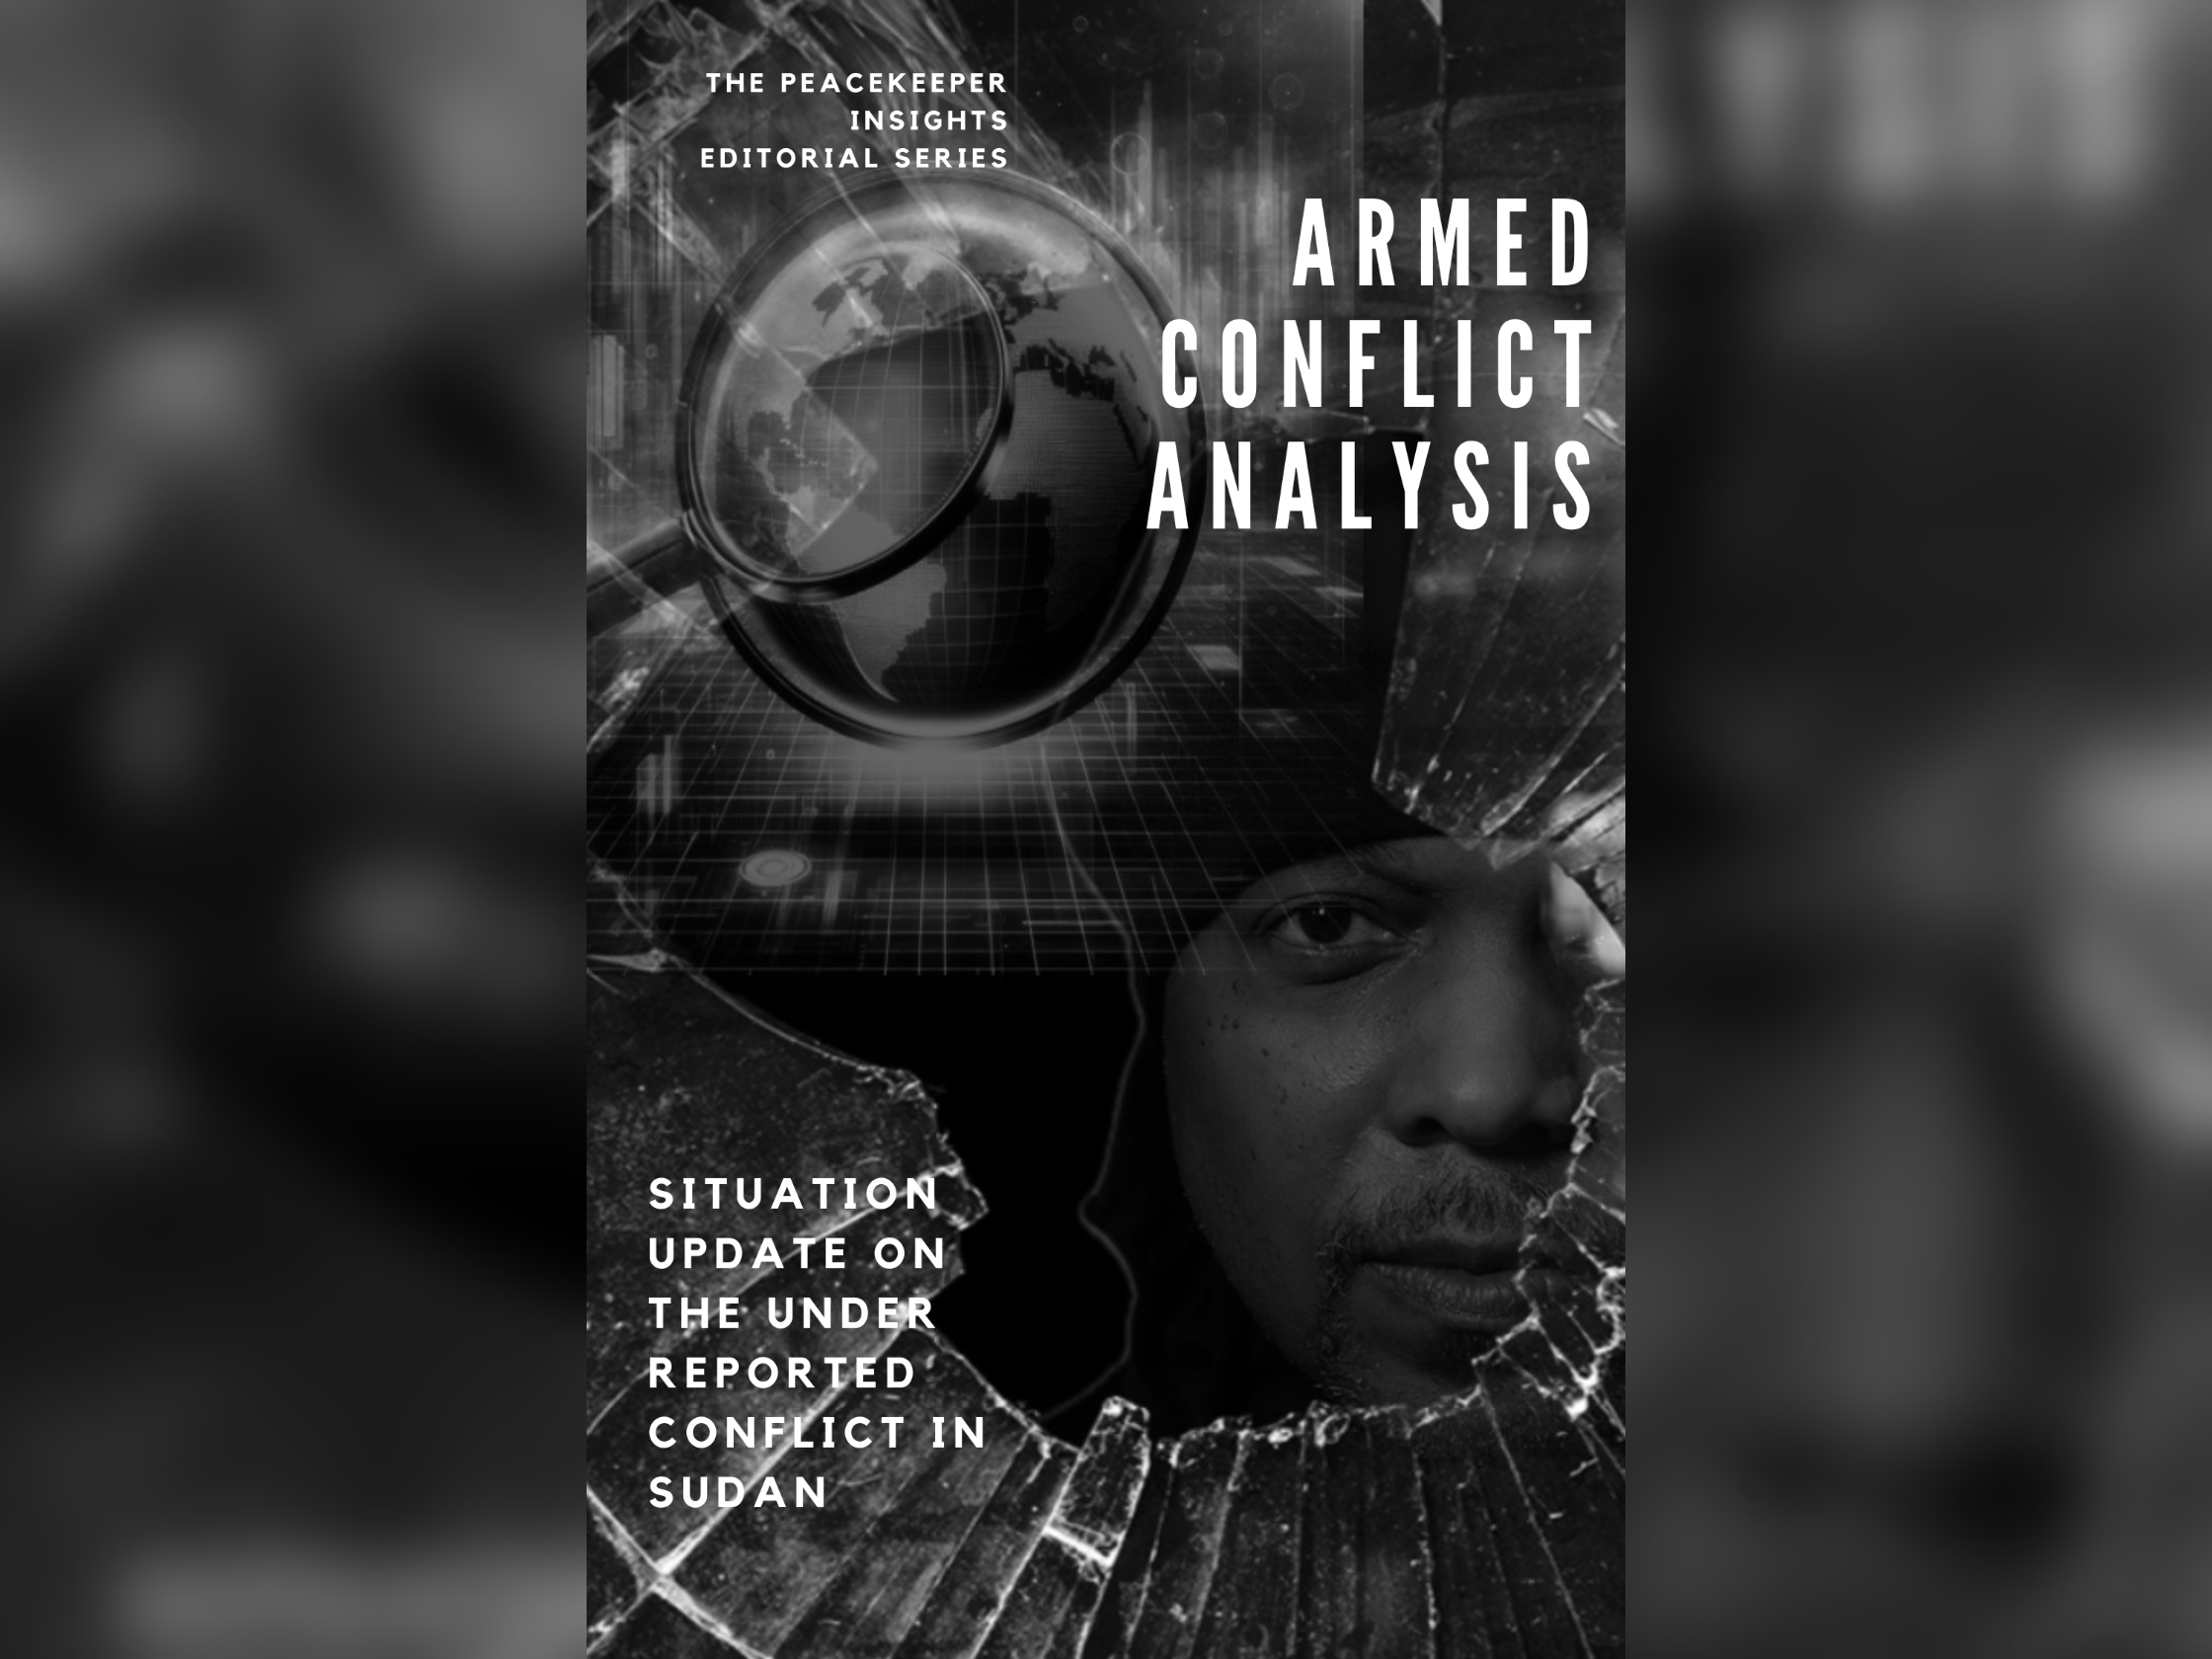 THE PEACEKEEPER
INSIGHTS
EDITORIAL SERIES
ARMED
CONFLICT
ANALYSIS
SITUATION
UPDATE ON
THE UNDER
REPORTED
CONFLICT IN
SUDAN